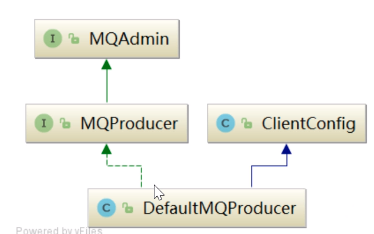 I MQAdmin
I MQProducer
C ClientConfig
C DefaultMQProducer
Powered by yFiles